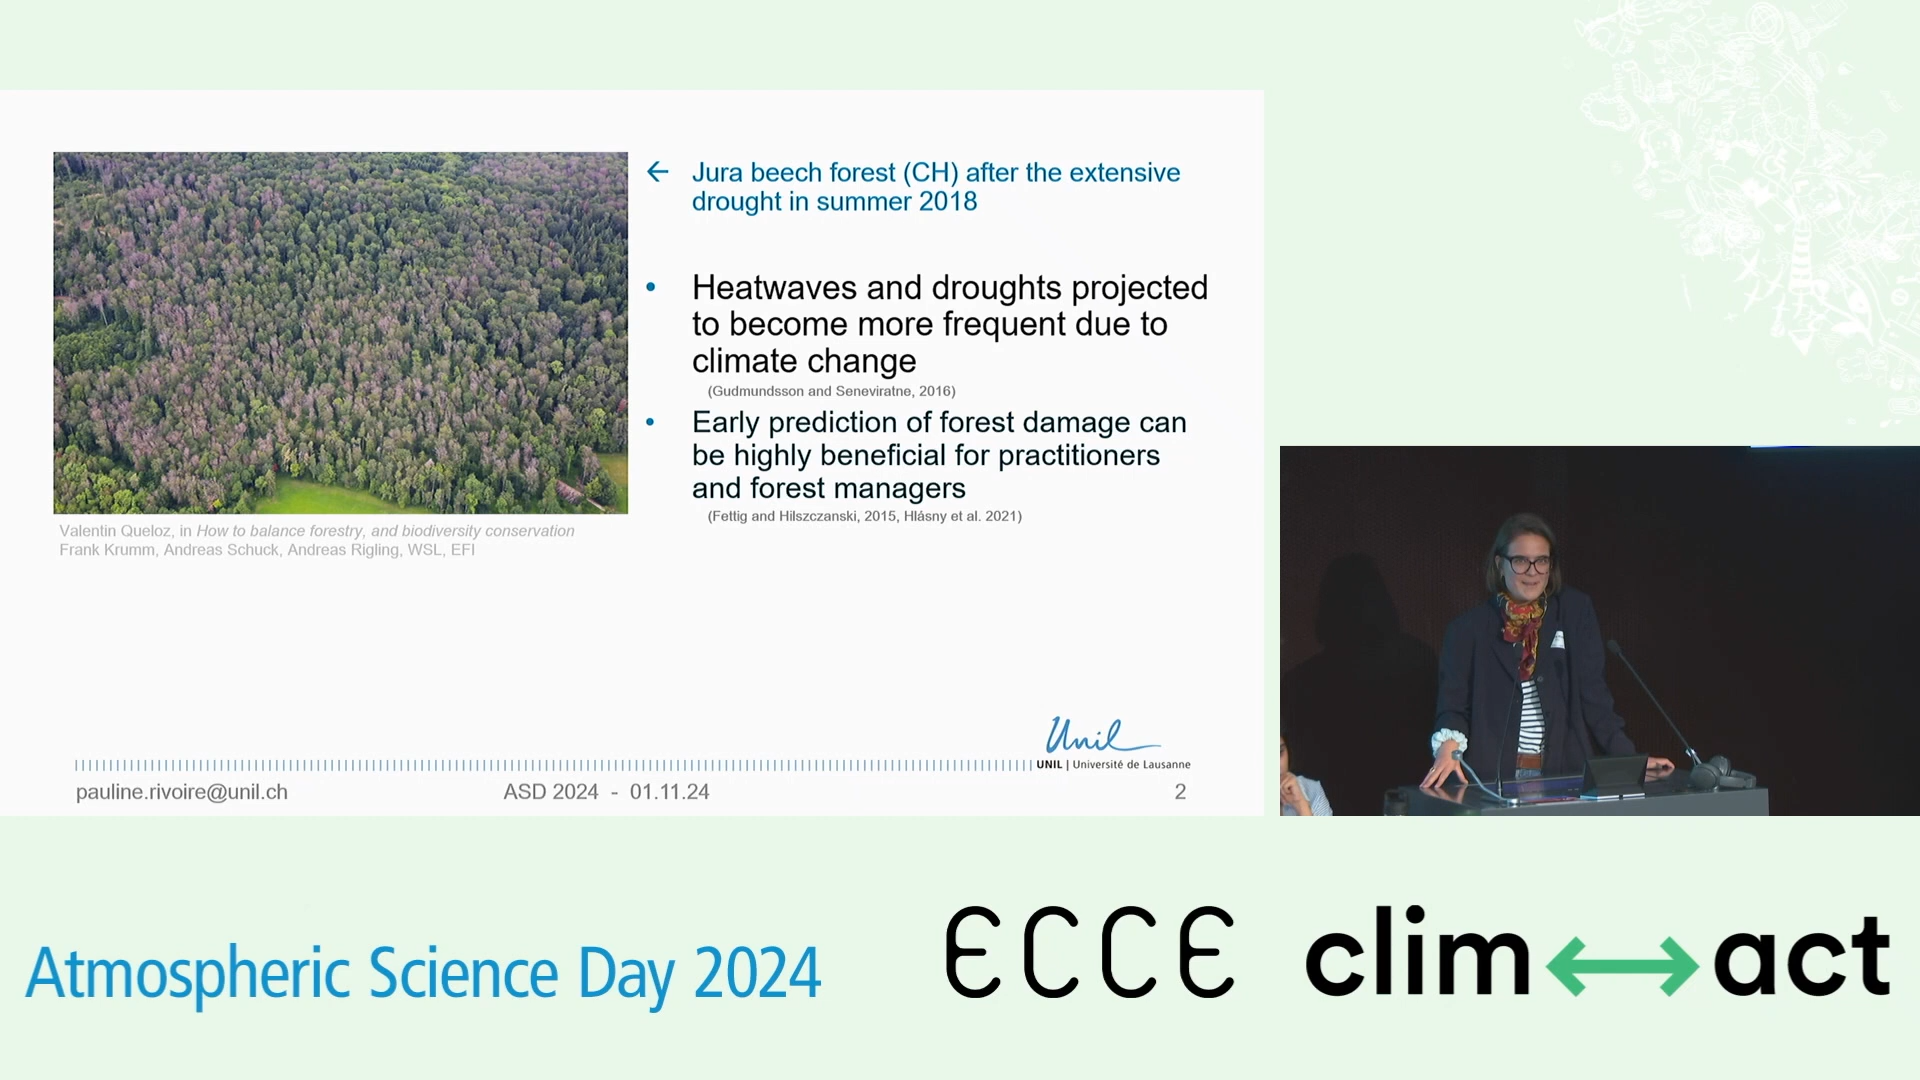 ← Jura beech forest (CH) after the extensive
drought in summer 2018
• Heatwaves and droughts projected
to become more frequent due to
climate change
(Gudmundsson and Seneviratne, 2016)
• Early prediction of forest damage can
be highly beneficial for practitioners
and forest managers
(Fettig and Hilszczanski, 2015, Hlásny et al. 2021)
Valentin Queloz, in How to balance forestry, and biodiversity conservation
Frank Krumm, Andreas Schuck, Andreas Rigling, WSL, EFI
Unil
UNIL | Université de Lausanne
pauline.rivoire@unil.ch
ASD 2024 - 01.11.24
2
Atmospheric Science Day 2024
ECCE
clim↔act